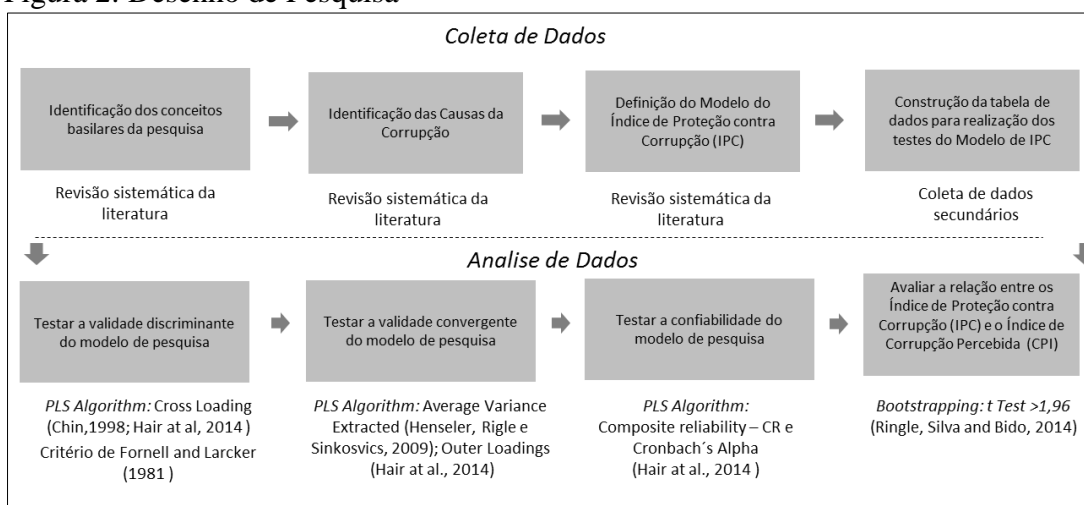 Figura 2: Desenho de Pesquisa
Coleta de Dados
Identificação dos conceitos
basilares da pesquisa
Identificação das Causas da
Corrupção
Definição do Modelo do
Índice de Proteção contra
Corrupção (IPC)
Construção da tabela de
dados para realização dos
testes do Modelo de IPC
Revisão sistemática da
literatura
Revisão sistemática da
literatura
Revisão sistemática da
literatura
Coleta de dados
secundários
Analise de Dados
Testar a validade discriminante
do modelo de pesquisa
Testar a validade convergente
do modelo de pesquisa
Testar a confiabilidade do
modelo de pesquisa
Avaliar a relação entre os
Índice de Proteção contra
Corrupção (IPC) e o Índice de
Corrupção Percebida (CPI)
PLS Algorithm: Cross Loading
(Chin,1998; Hair at al, 2014 )
Critério de Fornell and Larcker
(1981 )
PLS Algorithm: Average Variance
Extracted (Henseler, Rigle e
Sinkosvics, 2009); Outer Loadings
(Hair at al., 2014)
PLS Algorithm:
Composite reliability – CR e
Cronbach´s Alpha
(Hair at al., 2014 )
Bootstrapping: t Test >1,96
(Ringle, Silva and Bido, 2014)